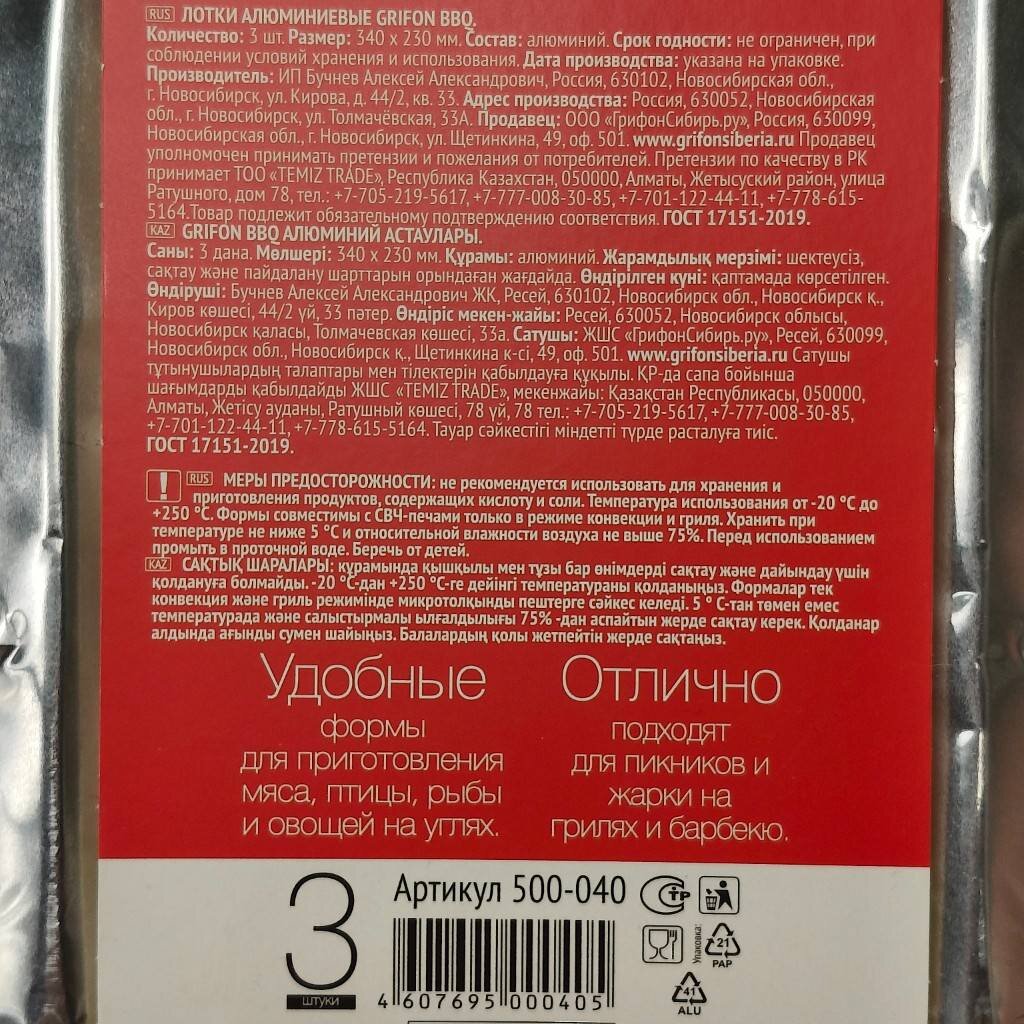 RUS ЛОТКИ АЛЮМИНИЕВЫЕ GRIFON BBQ.
Количество: 3 шт. Размер: 340 х 230 мм. Состав: алюминий. Срок годности: не ограничен, при
соблюдении условий хранения и использования. Дата производства: указана на упаковке.
Производитель: ИП Бучнев Алексей Александрович, Россия, 630102, Новосибирская обл.,
г. Новосибирск, ул. Кирова, д. 44/2, кв. 33. Адрес производства: Россия, 630052, Новосибирская
обл., г. Новосибирск, ул. Толмачёвская, 33А. Продавец: ООО «ГрифонСибирь.ру», Россия, 630099,
Новосибирская обл., г. Новосибирск, ул. Щетинкина, 49, оф. 501. www.grifonsiberia.ru Продавец
уполномочен принимать претензии и пожелания от потребителей. Претензии по качеству в РК
принимает ТОО «TEMIZ TRADE», Республика Казахстан, 050000, Алматы, Жетысуский район, улица
Ратушного, дом 78, тел.: +7-705-219-5617, +7-777-008-30-85, +7-701-122-44-11, +7-778-615-
5164.Товар подлежит обязательному подтверждению соответствия. ГОСТ 17151-2019.
KAZ GRIFON BBQ АЛЮМИНИЙ АСТАУЛАРЫ.
Саны: 3 дана. Мөлшері: 340 х 230 мм. Құрамы: алюминий. Жарамдылық мерзімі: шектеусіз,
сақтау және пайдалану шарттарын орындаған жағдайда. Өндірілген күні: қаптамада көрсетілген.
Өндіруші: Бучнев Алексей Александрович ЖК, Ресей, 630102, Новосибирск обл., Новосибирск қ.,
Киров көшесі, 44/2 үй, 33 пәтер. Өндіріс мекен-жайы: Ресей, 630052, Новосибирск облысы,
Новосибирск қаласы, Толмачевская көшесі, 33а. Сатушы: ЖШС «ГрифонСибирь.ру», Ресей, 630099,
Новосибирск обл., Новосибирск қ., Щетинкина к-сі, 49, оф. 501. www.grifonsiberia.ru Сатушы
тұтынушылардың талаптары мен тілектерін қабылдауға құқылы. ҚР-да сапа бойынша
шағымдарды қабылдайды ЖШС «TEMIZ TRADE», мекенжайы: Қазақстан Республикасы, 050000,
Алматы, Жетісу ауданы, Ратушный көшесі, 78 үй, 78 тел.: +7-705-219-5617, +7-777-008-30-85,
+7-701-122-44-11, +7-778-615-5164. Тауар сәйкестігі міндетті түрде расталуға тиіс.
ГОСТ 17151-2019.
! RUS МЕРЫ ПРЕДОСТОРОЖНОСТИ: не рекомендуется использовать для хранения и
приготовления продуктов, содержащих кислоту и соли. Температура использования от -20 °С до
+250 °С. Формы совместимы с СВЧ-печами только в режиме конвекции и гриля. Хранить при
температуре не ниже 5 °С и относительной влажности воздуха не выше 75%. Перед использованием
промыть в проточной воде. Беречь от детей.
KAZ САҚТЫҚ ШАРАЛАРЫ: құрамында қышқылы мен тұзы бар өнімдерді сақтау және дайындау үшін
қолдануға болмайды. -20 °С-дан +250 °С-ге дейінгі температураны қолданыңыз. Формалар тек
конвекция және гриль режимінде микротолқынды пештерге сәйкес келеді. 5 ° С-тан төмен емес
температурада және салыстырмалы ылғалдылығы 75% -дан аспайтын жерде сақтау керек. Қолданар
алдында ағынды сумен шайыңыз. Балалардың қолы жетпейтін жерде сақтаңыз.
Удобные
формы
для приготовления
мяса, птицы, рыбы
и овощей на углях.
Отлично
подходят
для пикников и
жарки на
грилях и барбекю.
3
штуки
Артикул 500-040
4 607695 000405
СТР
Упаковка:
21
PAP
41
ALU